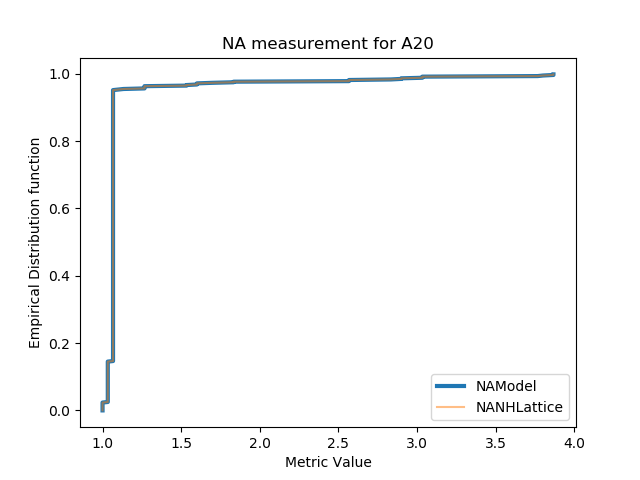 NA measurement for A20
1.0
0.8
0.6
0.4
0.2
0.0
Empirical Distribution function
1.0 1.5 2.0 2.5 3.0 3.5 4.0
Metric Value
NAModel
NANHLattice